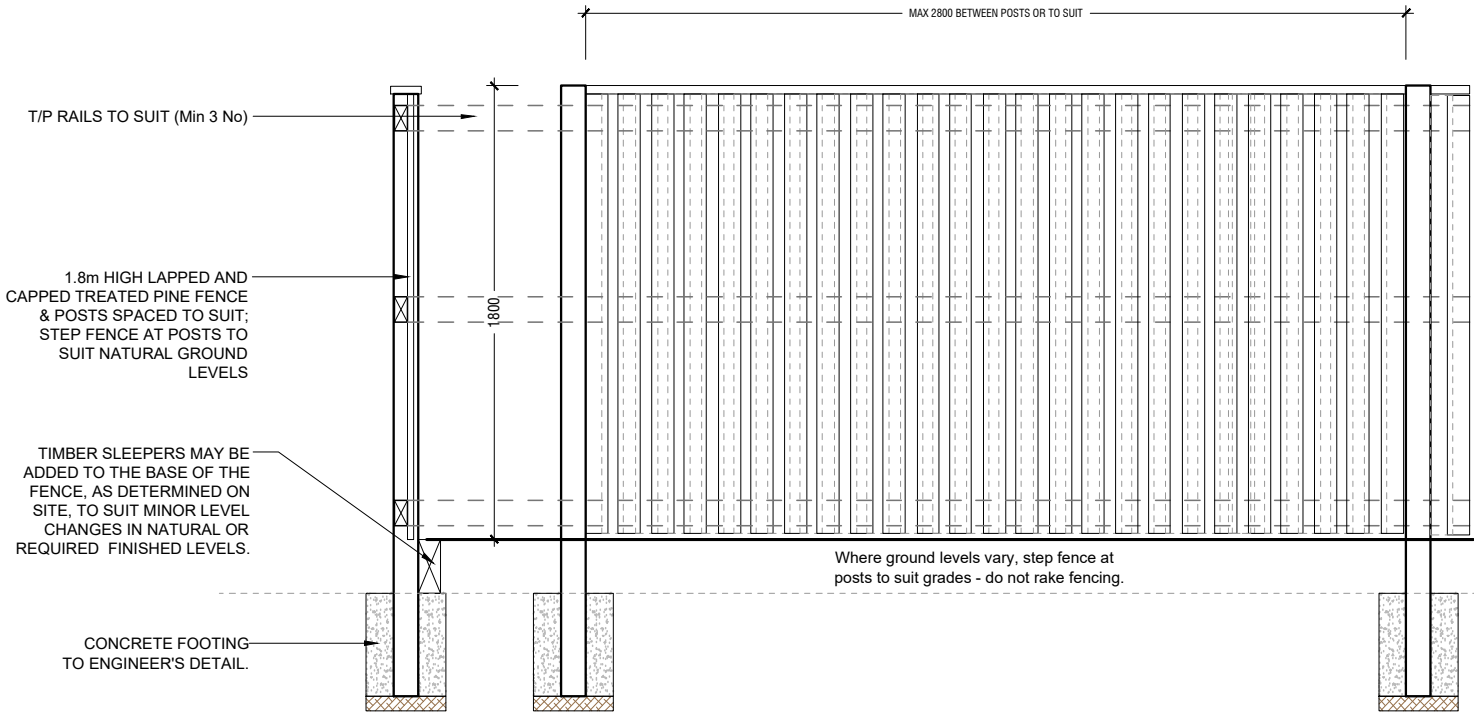 MAX 2800 BETWEEN POSTS OR TO SUIT
T/P RAILS TO SUIT (Min 3 No)
1.8m HIGH LAPPED AND
CAPPED TREATED PINE FENCE
& POSTS SPACED TO SUIT;
STEP FENCE AT POSTS TO
SUIT NATURAL GROUND
LEVELS
1800
TIMBER SLEEPERS MAY BE
ADDED TO THE BASE OF THE
FENCE, AS DETERMINED ON
SITE, TO SUIT MINOR LEVEL
CHANGES IN NATURAL OR
REQUIRED FINISHED LEVELS.
Where ground levels vary, step fence at
posts to suit grades - do not rake fencing.
CONCRETE FOOTING
TO ENGINEER'S DETAIL.